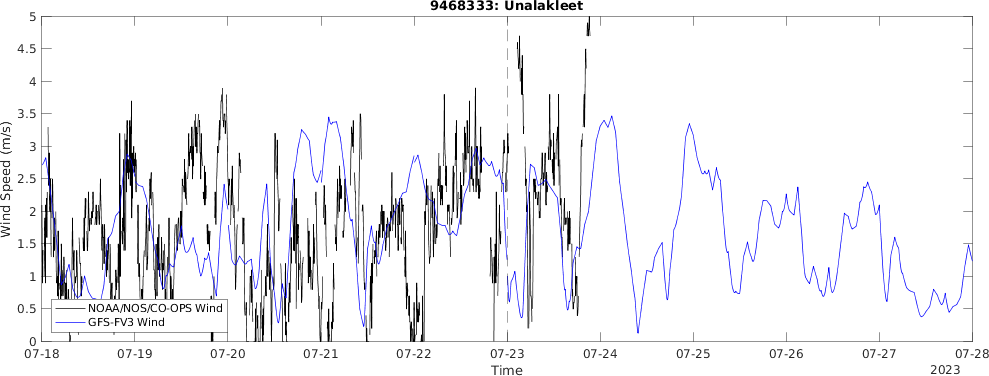 9468333: Unalakleet
Wind Speed (m/s)
5
4.5
4
3.5
3
2.5
2
1.5
1
0.5
0
NOAA/NOS/CO-OPS Wind
GFS-FV3 Wind
07-18 07-19 07-20 07-21 07-22 07-23 07-24 07-25 07-26 07-27 07-28
Time
2023